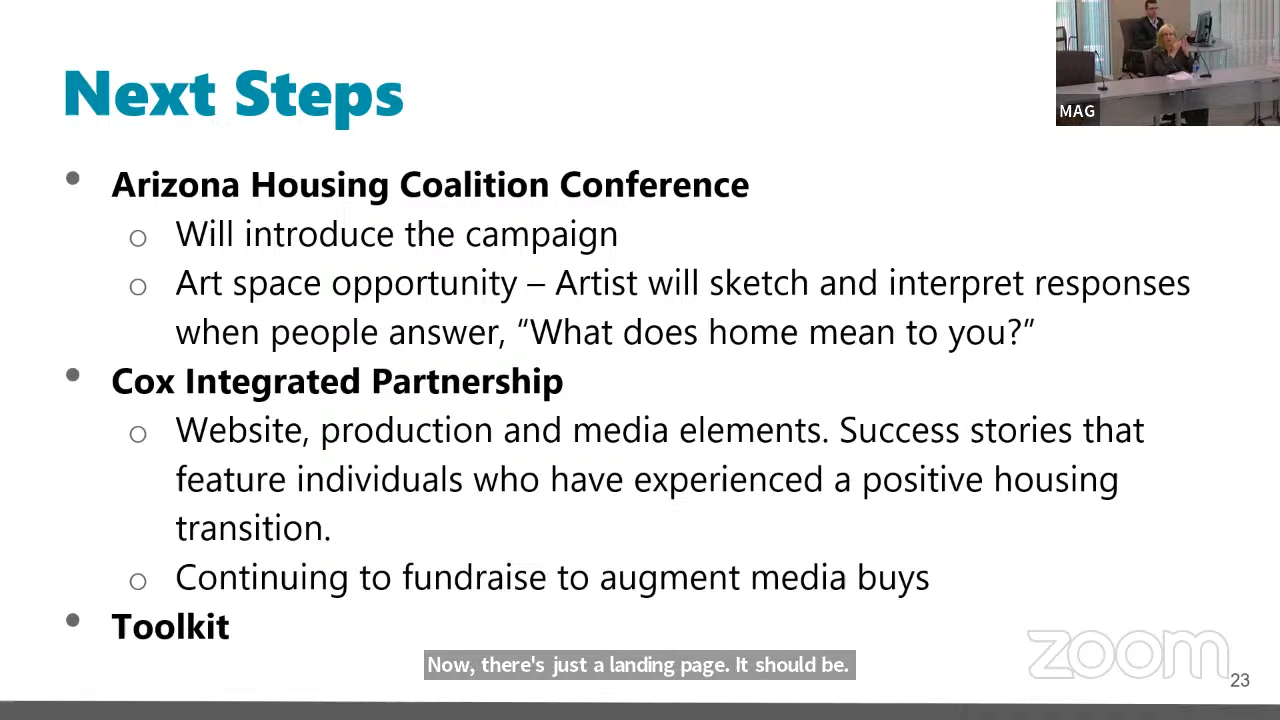 MAG
Next Steps
• Arizona Housing Coalition Conference
o Will introduce the campaign
o Art space opportunity – Artist will sketch and interpret responses
when people answer, “What does home mean to you?”
• Cox Integrated Partnership
o Website, production and media elements. Success stories that
feature individuals who have experienced a positive housing
transition.
o Continuing to fundraise to augment media buys
• Toolkit
Now, there's just a landing page. It should be.
zoom
23